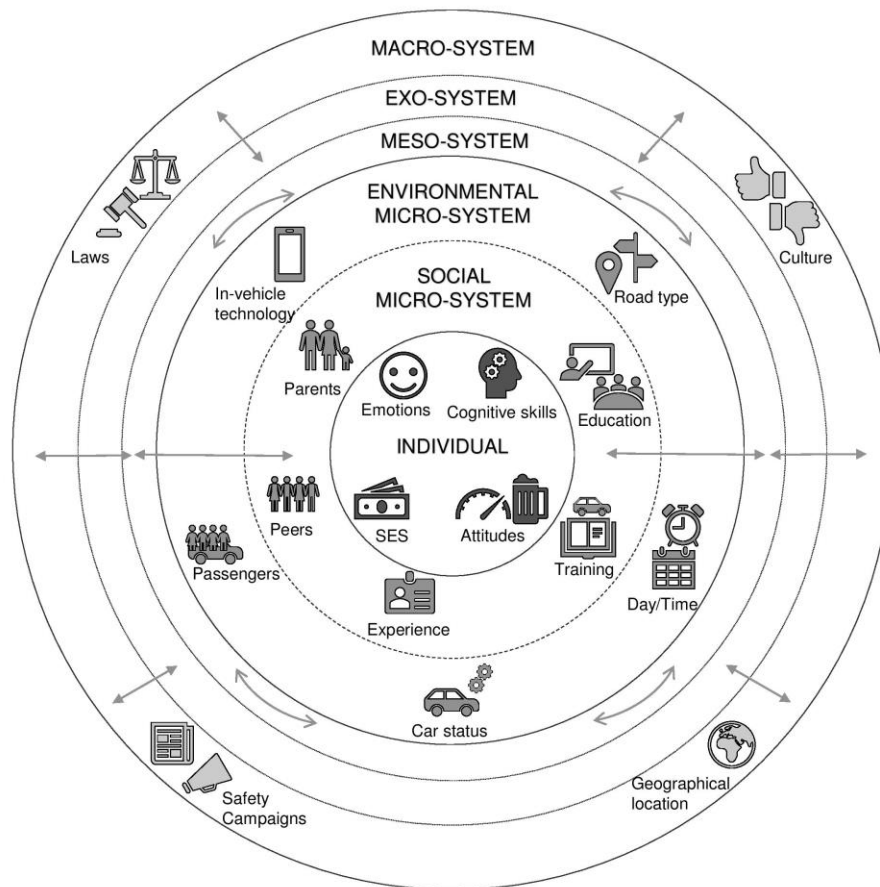 MACRO-SYSTEM
EXO-SYSTEM
MESO-SYSTEM
ENVIRONMENTAL
MICRO-SYSTEM
Laws
Culture
In-vehicle
technology
Road type
SOCIAL
MICRO-SYSTEM
Parents
Emotions
Cognitive skills
Education
INDIVIDUAL
Peers
SES
Attitudes
Training
Passengers
Day/Time
Experience
Car status
Safety
Campaigns
Geographical
location